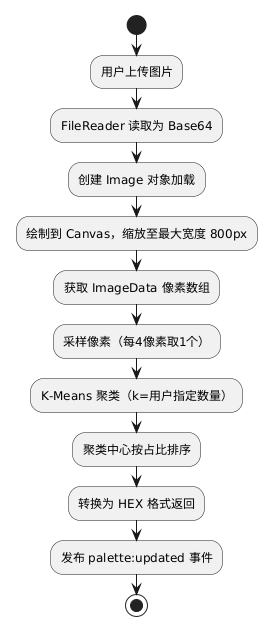 用户上传图片
FileReader 读取为 Base64
创建 Image 对象加载
绘制到 Canvas，缩放至最大宽度 800px
获取 ImageData 像素数组
采样像素（每4像素取1个）
K-Means 聚类（k=用户指定数量）
聚类中心按占比排序
转换为 HEX 格式返回
发布 palette:updated 事件